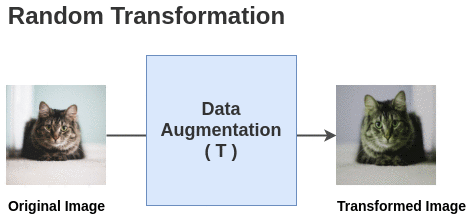 Random Transformation
Data
Augmentation
( T )
Original Image
Transformed Image